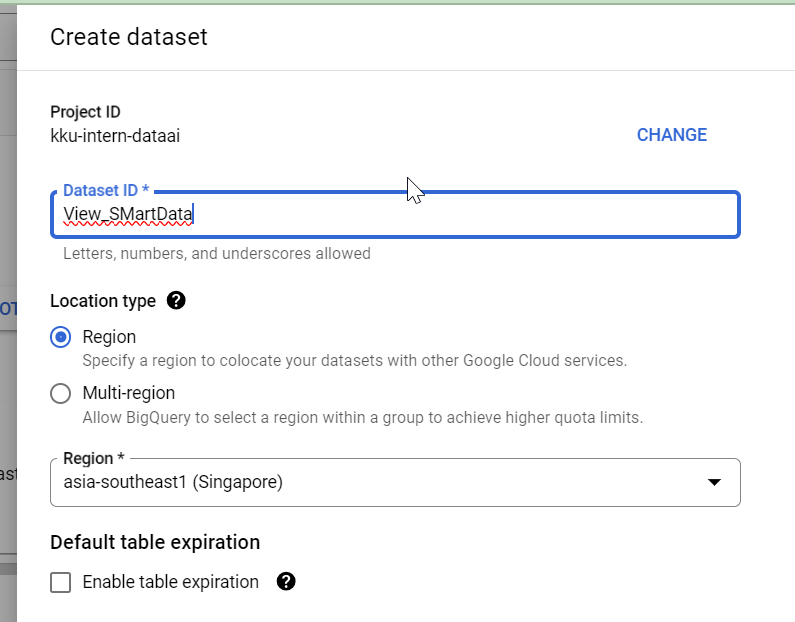 Create dataset
Project ID
kku-intern-dataai
CHANGE
Dataset ID *
View_SMartData
Letters, numbers, and underscores allowed
Location type
Region
Specify a region to colocate your datasets with other Google Cloud services.
Multi-region
Allow BigQuery to select a region within a group to achieve higher quota limits.
Region *
asia-southeast1 (Singapore)
Default table expiration
Enable table expiration